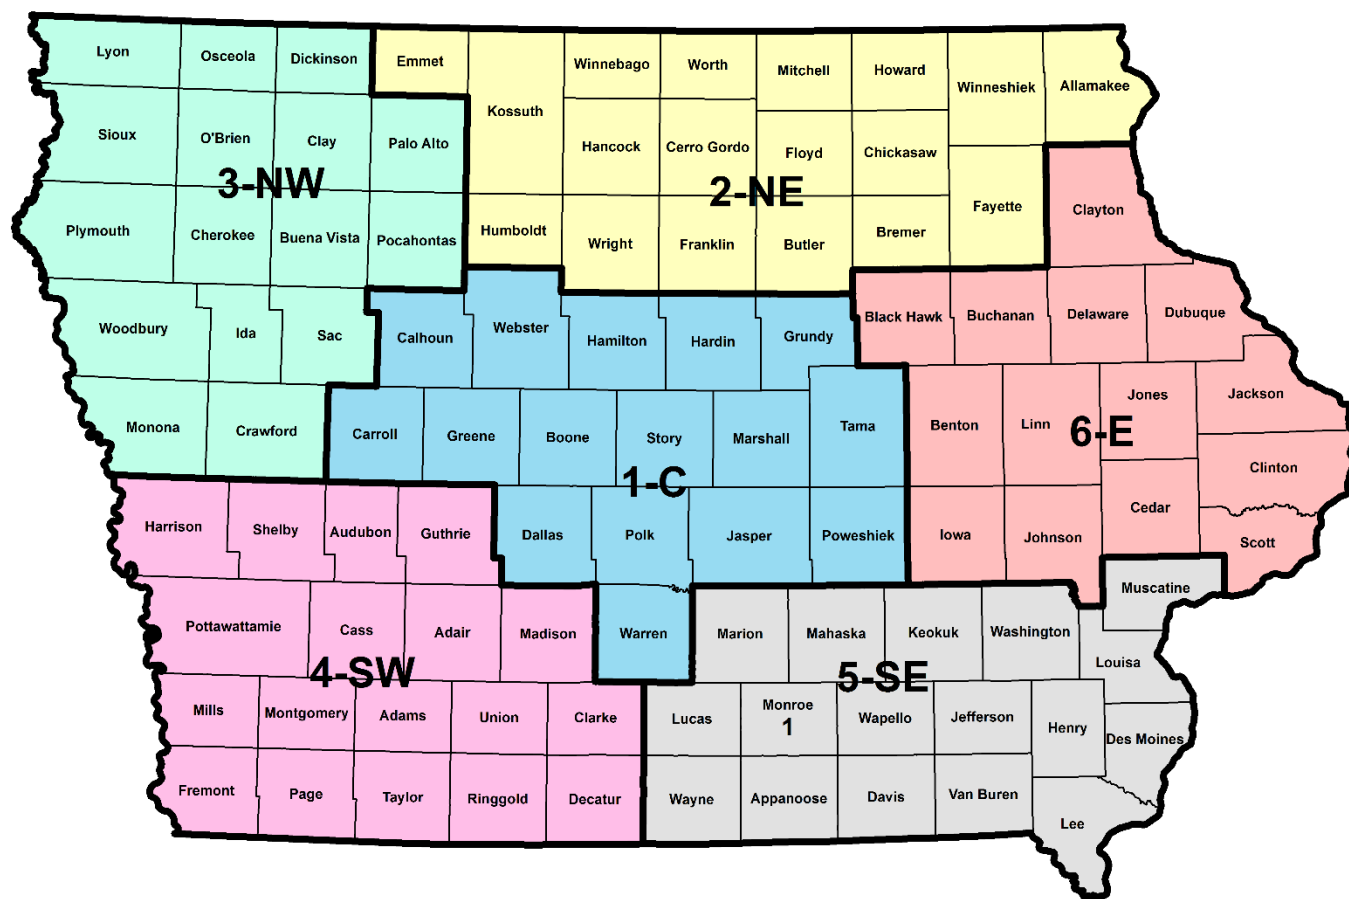 Lyon
Osceola
Dickinson
Emmet
Winnebago
Worth
Mitchell
Howard
Winneshiek
Allamakee
Kossuth
Sioux
O'Brien
Clay
Palo Alto
Hancock
Cerro Gordo
Floyd
Chickasaw
3-NW
2-NE
Plymouth
Cherokee
Buena Vista
Pocahontas
Humboldt
Wright
Franklin
Butler
Bremer
Fayette
Clayton
Woodbury
Ida
Sac
Calhoun
Webster
Hamilton
Hardin
Grundy
Black Hawk
Buchanan
Delaware
Dubuque
Monona
Crawford
Carroll
Greene
Boone
Story
Marshall
Tama
Benton
Linn
Jones
Jackson
6-E
1-C
Clinton
Harrison
Shelby
Audubon
Guthrie
Dallas
Polk
Jasper
Poweshiek
Iowa
Johnson
Cedar
Scott
Muscatine
Pottawattamie
Cass
Adair
Madison
Warren
Marion
Mahaska
Keokuk
Washington
Louisa
4-SW
5-SE
Mills
Montgomery
Adams
Union
Clarke
Lucas
Monroe
1
Wapello
Jefferson
Henry
Des Moines
Fremont
Page
Taylor
Ringgold
Decatur
Wayne
Appanoose
Davis
Van Buren
Lee